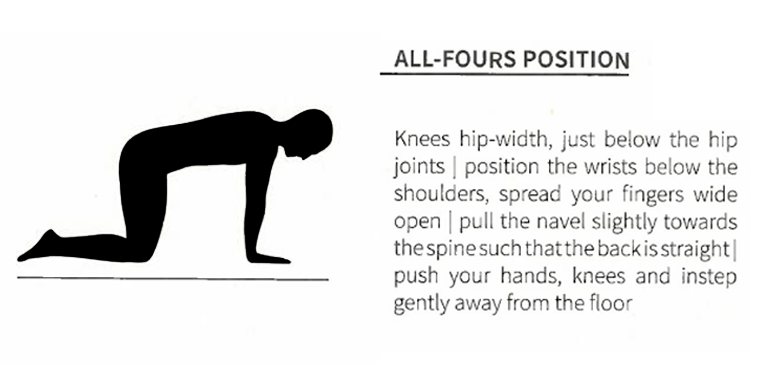 ALL-FOURS POSITION
Knees hip-width, just below the hip
joints | position the wrists below the
shoulders, spread your fingers wide
open | pull the navel slightly towards
the spine such that the back is straight |
push your hands, knees and instep
gently away from the floor